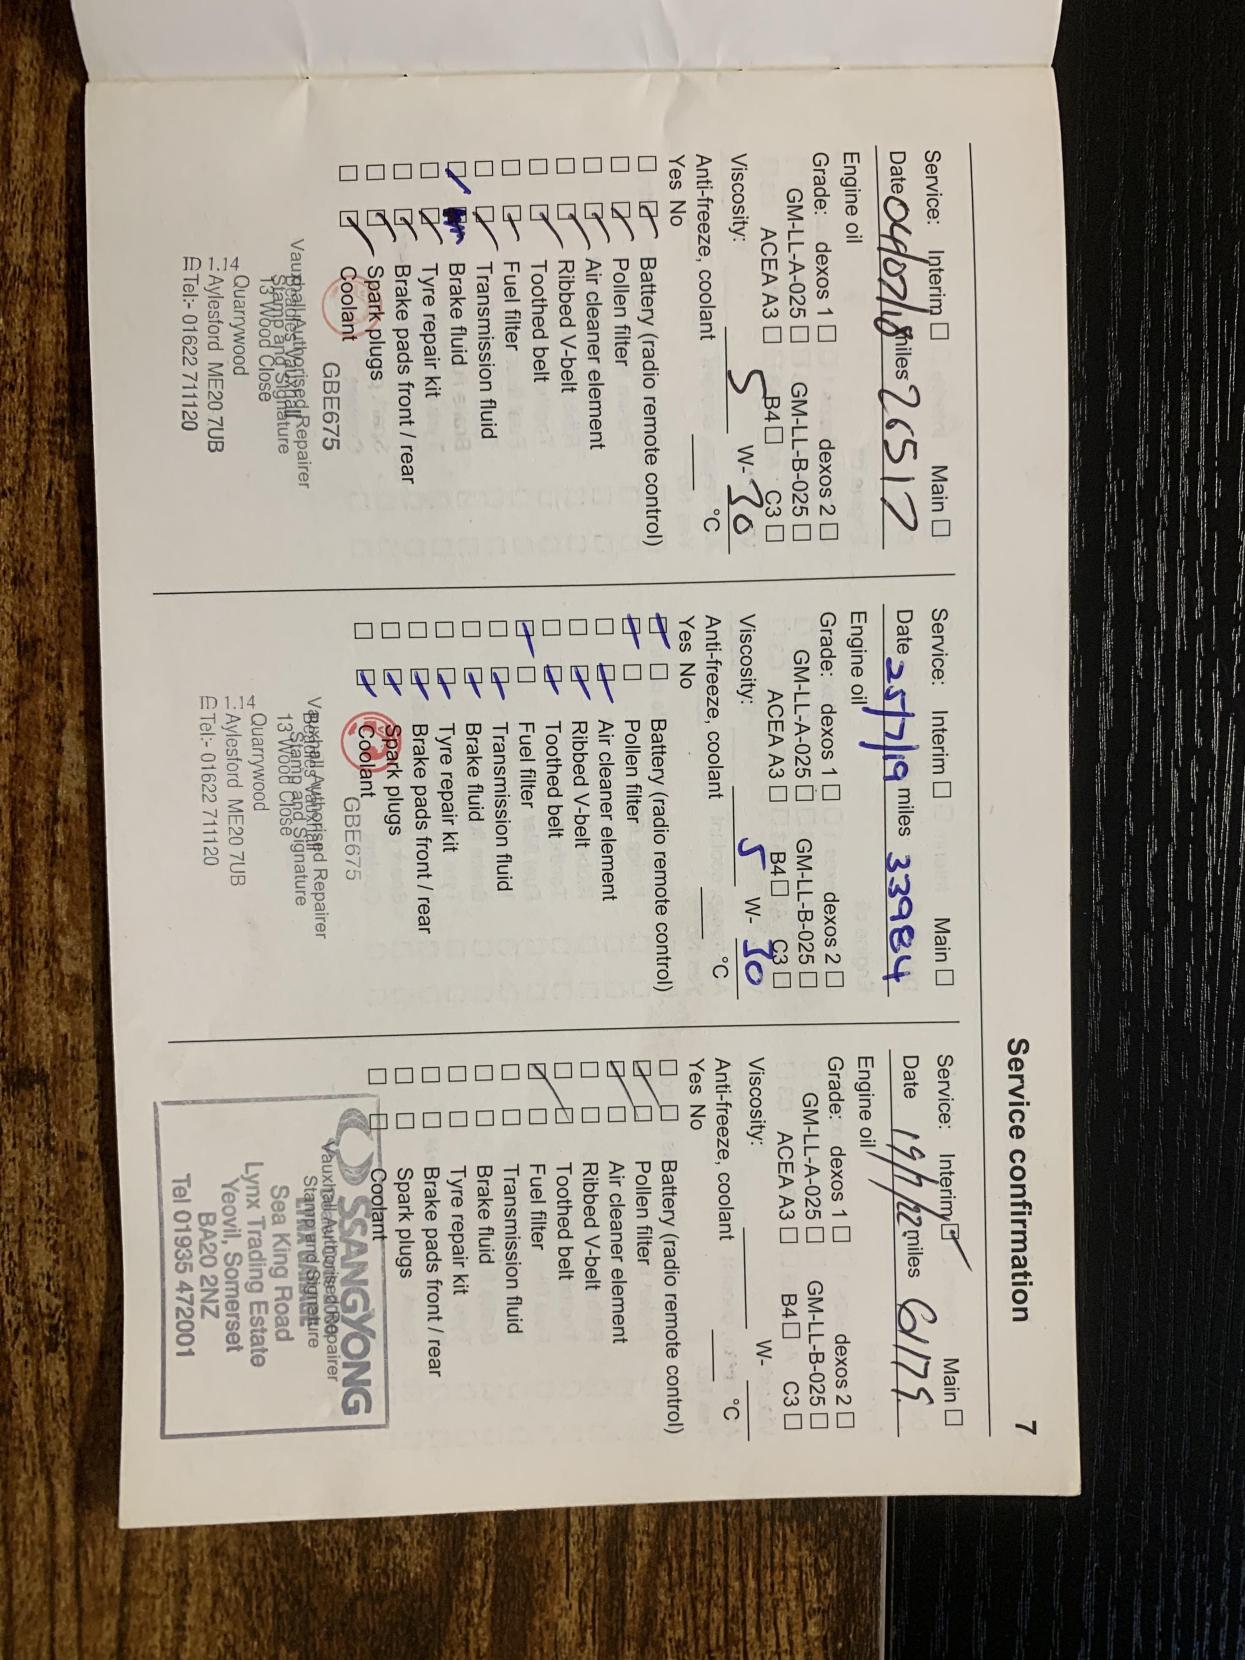 Service confirmation 7
Service: Interim ☐ Main ☐
Date 04/07/18 miles 26517
Engine oil
Grade: dexos 1 ☐ dexos 2 ☐
GM-LL-A-025 ☐ GM-LL-B-025 ☐
ACEA A3 ☐ B4 ☐ C3 ☐
Viscosity: 5 W- 30
Anti-freeze, coolant °C
Yes No
Battery (radio remote control)
Pollen filter
Air cleaner element
Ribbed V-belt
Toothed belt
Fuel filter
Transmission fluid
Brake fluid
Tyre repair kit
Brake pads front / rear
Spark plugs
Coolant
GBE675
Vauxhall Authorised Repairer
Beadles Vauxhall
Stamp and Signature
13 Wood Close
Quarrywood
Aylesford ME20 7UB
Tel:- 01622 711120
Service: Interim ☐ Main ☐
Date 25/7/19 miles 33984
Engine oil
Grade: dexos 1 ☐ dexos 2 ☐
GM-LL-A-025 ☐ GM-LL-B-025 ☐
ACEA A3 ☐ B4 ☐ C3 ☐
Viscosity: 5 W- 30
Anti-freeze, coolant °C
Yes No
Battery (radio remote control)
Pollen filter
Air cleaner element
Ribbed V-belt
Toothed belt
Fuel filter
Transmission fluid
Brake fluid
Tyre repair kit
Brake pads front / rear
Spark plugs
Coolant
GBE675
Vauxhall Authorised Repairer
Beadles Vauxhall
Stamp and Signature
13 Wood Close
Quarrywood
Aylesford ME20 7UB
Tel:- 01622 711120
Service: Interim ☑ Main ☐
Date 19/7/22 miles 61179
Engine oil
Grade: dexos 1 ☐ dexos 2 ☐
GM-LL-A-025 ☐ GM-LL-B-025 ☐
ACEA A3 ☐ B4 ☐ C3 ☐
Viscosity: W-
Anti-freeze, coolant °C
Yes No
Battery (radio remote control)
Pollen filter
Air cleaner element
Ribbed V-belt
Toothed belt
Fuel filter
Transmission fluid
Brake fluid
Tyre repair kit
Brake pads front / rear
Spark plugs
Coolant
SSANGYONG
Vauxhall Authorised Repairer
Stamp and Signature
Sea King Road
Lynx Trading Estate
Yeovil, Somerset
BA20 2NZ
Tel 01935 472001